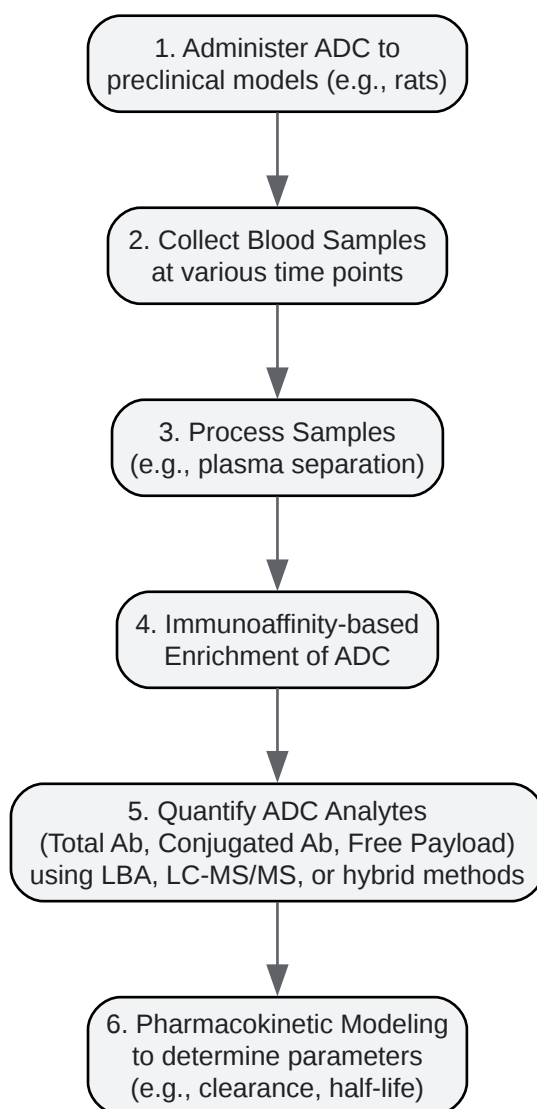 1. Administer ADC to
preclinical models (e.g., rats)
2. Collect Blood Samples
at various time points
3. Process Samples
(e.g., plasma separation)
4. Immunoaffinity-based
Enrichment of ADC
5. Quantify ADC Analytes
(Total Ab, Conjugated Ab, Free Payload)
using LBA, LC-MS/MS, or hybrid methods
6. Pharmacokinetic Modeling
to determine parameters
(e.g., clearance, half-life)